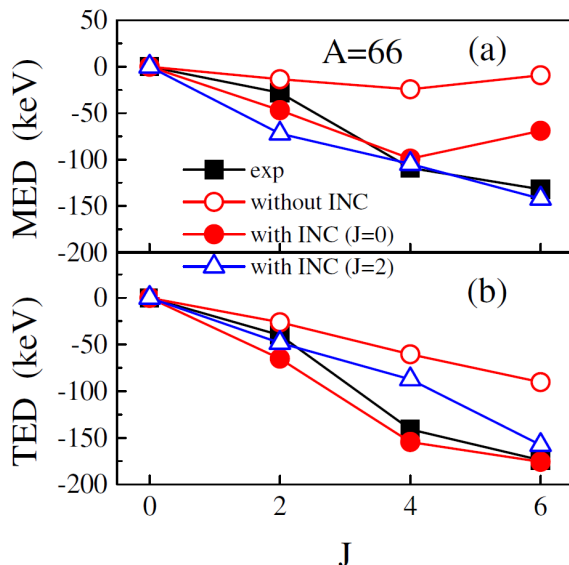 50
A=66
(a)
0
-50
-100
-150
-200
MED (keV)
exp
without INC
with INC (J=0)
with INC (J=2)
(b)
0
-50
-100
-150
-200
TED (keV)
0 2 4 6
J